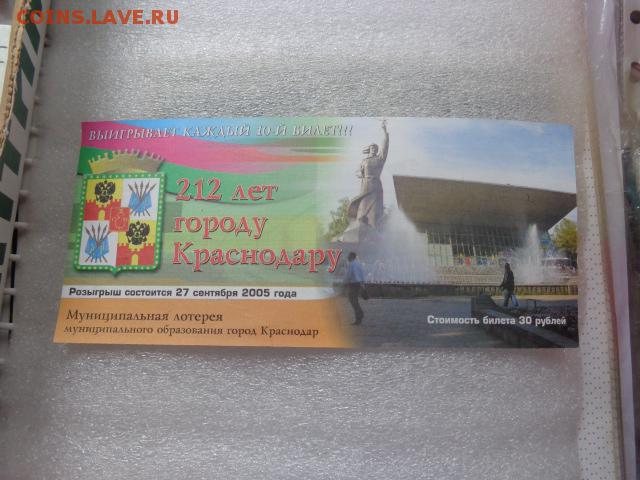 COINS.LAVE.RU
ВЫИГРЫВАЕТ КАЖДЫЙ 10-Й БИЛЕТ!!!
212 лет
городу
Краснодару
Розыгрыш состоится 27 сентября 2005 года
Муниципальная лотерея
муниципального образования город Краснодар
Стоимость билета 30 рублей